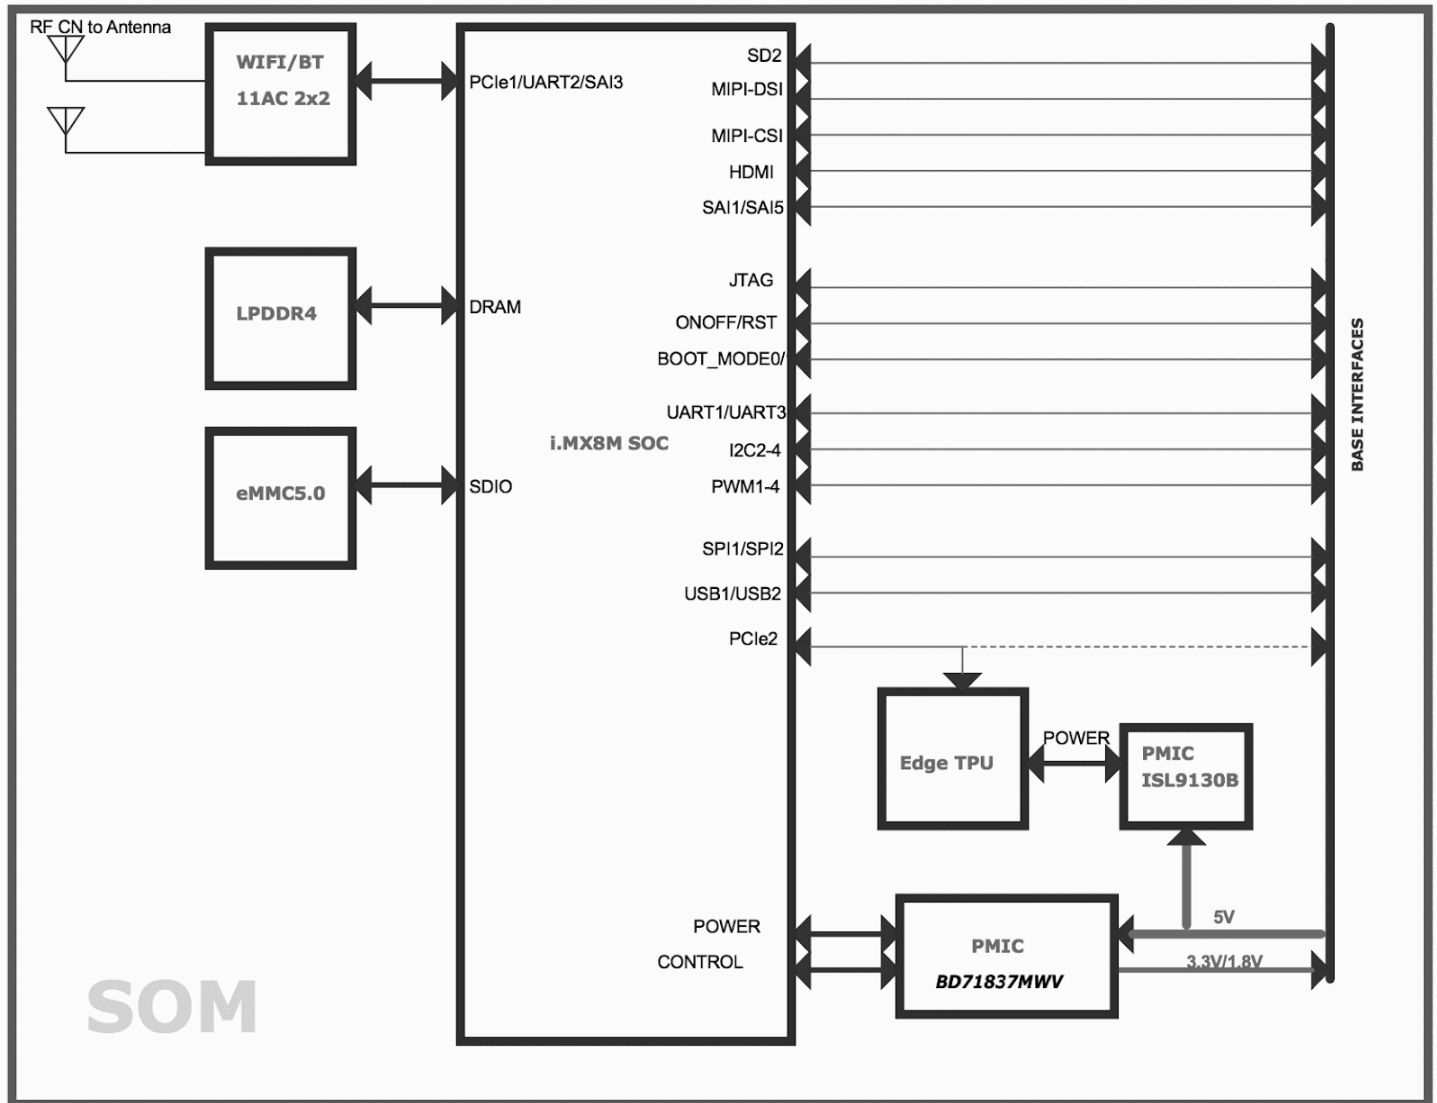 RF CN to Antenna
WIFI/BT
11AC 2x2
PCIe1/UART2/SAI3
LPDDR4
DRAM
eMMC5.0
SDIO
i.MX8M SOC
SD2
MIPI-DSI
MIPI-CSI
HDMI
SAI1/SAI5
JTAG
ONOFF/RST
BOOT_MODE0/
UART1/UART3
I2C2-4
PWM1-4
SPI1/SPI2
USB1/USB2
PCIe2
BASE INTERFACES
Edge TPU
POWER
PMIC
ISL9130B
POWER
CONTROL
PMIC
BD71837MWV
5V
3.3V/1.8V
SOM